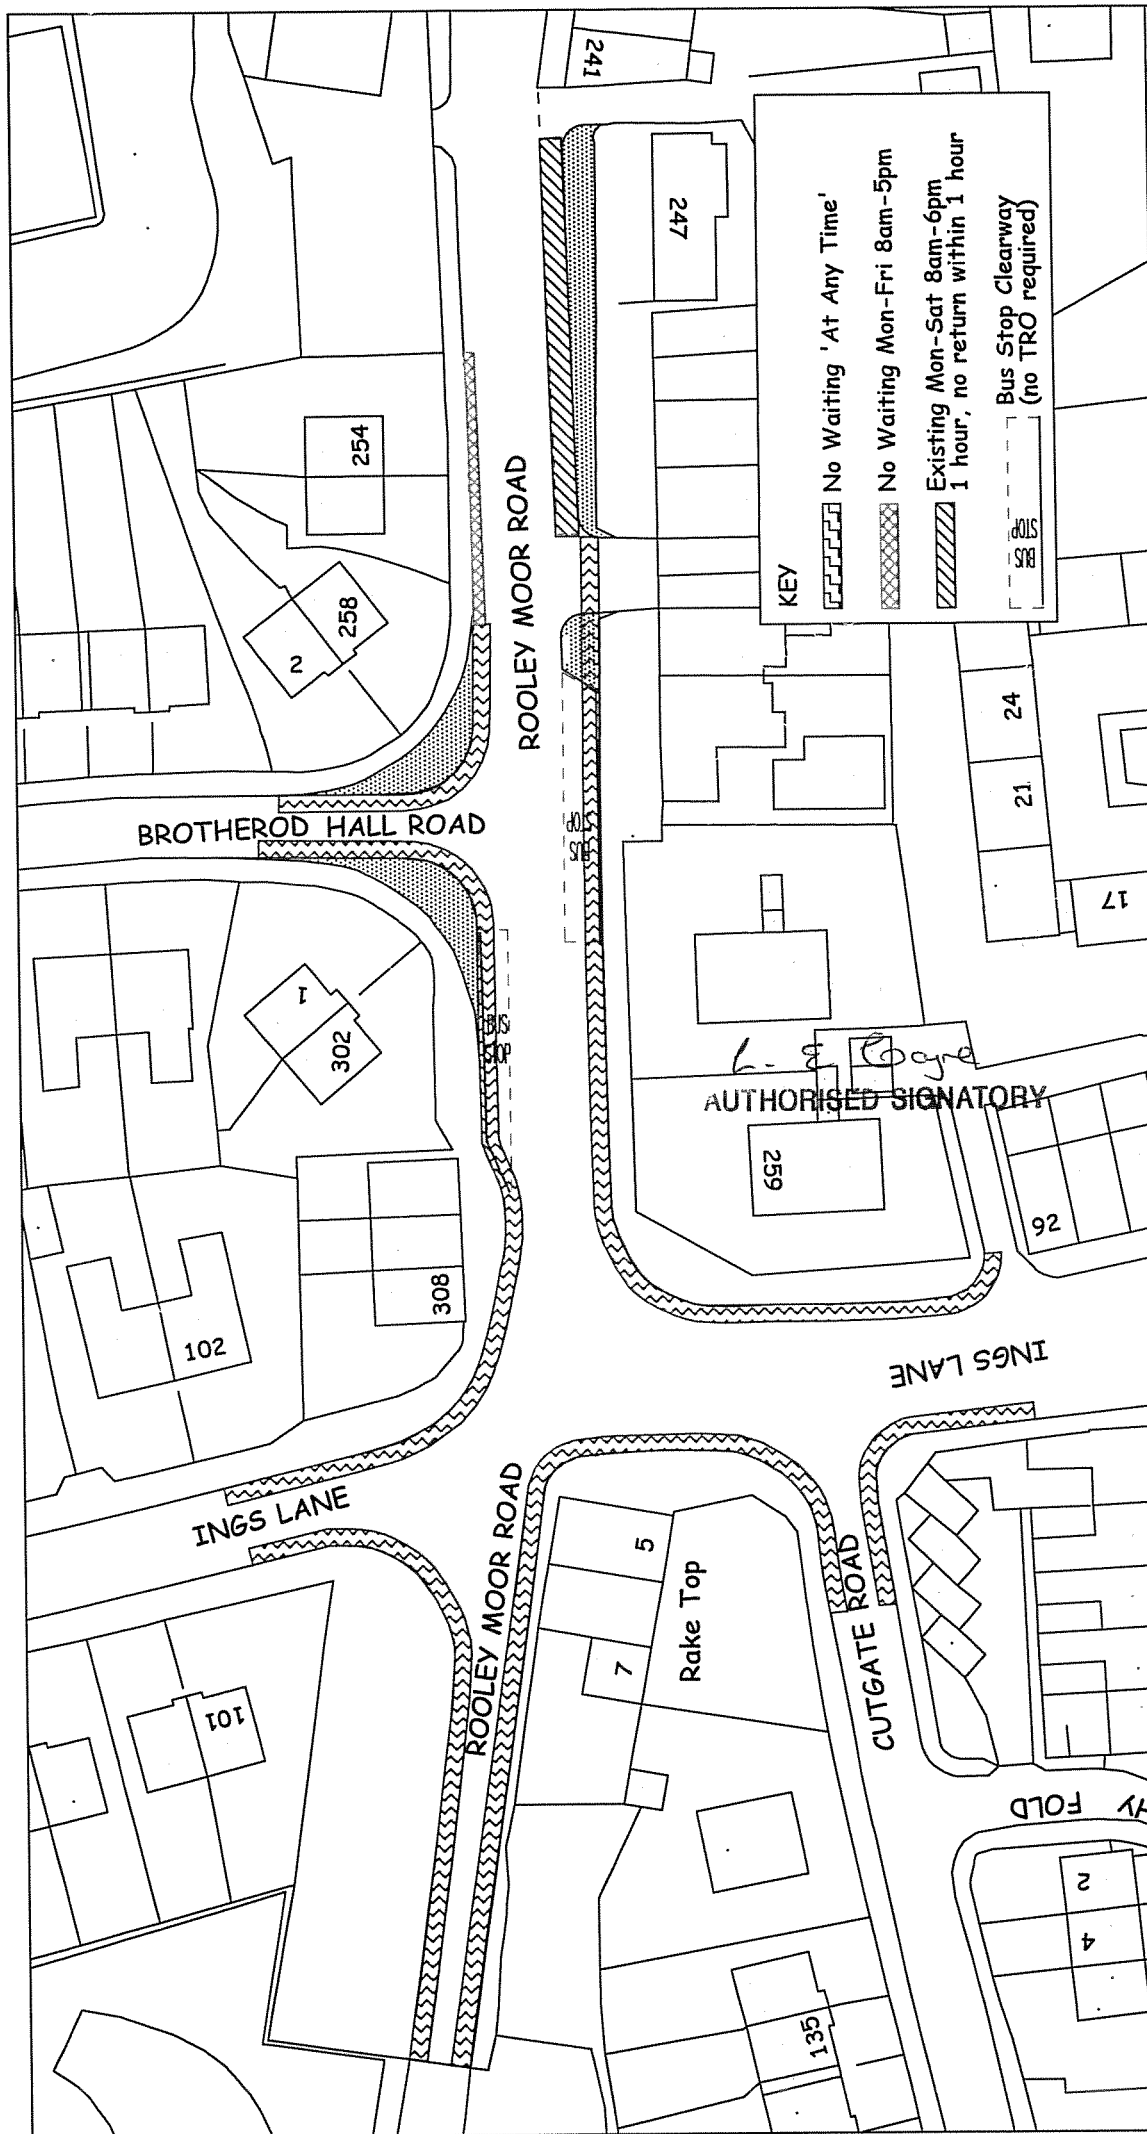 241
247
254
258
2
ROOLEY MOOR ROAD
KEY
No Waiting 'At Any Time'
No Waiting Mon-Fri 8am-5pm
Existing Mon-Sat 8am-6pm
1 hour, no return within 1 hour
BUS
STOP
Bus Stop Clearway
(no TRO required)
BROTHEROD HALL ROAD
BUS
STOP
24
21
17
1
302
BUS
STOP
AUTHORISED SIGNATORY
259
92
308
102
INGS LANE
INGS LANE
ROOLEY MOOR ROAD
5
7
Rake Top
CUTGATE ROAD
101
FOLD
2
4
135